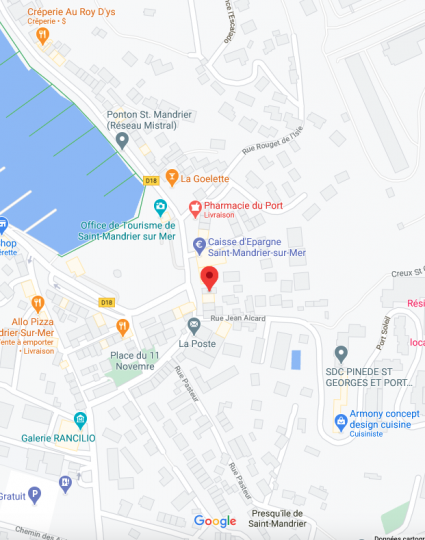 Crêperie Au Roy D'ys
Crêperie • $
Ponton St. Mandrier
(Réseau Mistral)
Rue Rouget de l'Isle
D18
La Goelette
Pharmacie du Port
Livraison
Office de Tourisme de
Saint-Mandrier sur Mer
Caisse d'Epargne
Saint-Mandrier-sur-Mer
hop
érette
Creux St G
D18
Rési
loca
Allo Pizza
ndrier-Sur-Mer
ente à emporter
• Livraison
Rue Jean Aicard
La Poste
Port Soleil
Place du 11
Novemre
SDC PINEDE ST
GEORGES ET PORT...
Rue Pasteur
Armony concept
design cuisine
Cuisiniste
Galerie RANCILIO
Rue Pasteur
Gratuit
P
P
Google
Presqu'île de
Saint-Mandrier
Chemin des A
Données cartogr